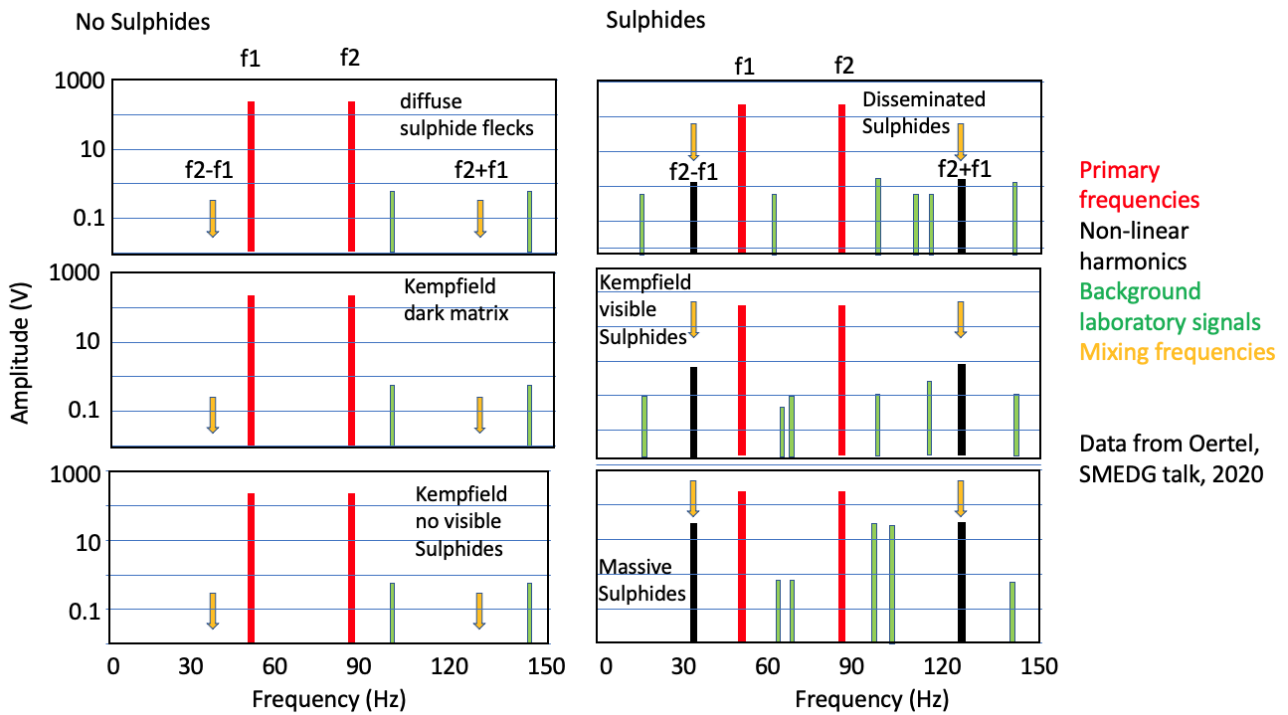 No Sulphides
f1
f2
1000
10
0.1
diffuse
sulphide flecks
f2-f1
f2+f1
1000
10
0.1
Kempfield
dark matrix
1000
10
0.1
Kempfield
no visible
Sulphides
0
30
60
90
120
150
Frequency (Hz)
Amplitude (V)
Sulphides
f1
f2
Disseminated
Sulphides
f2-f1
f2+f1
Kempfield
visible
Sulphides
Massive
Sulphides
0
30
60
90
120
150
Frequency (Hz)
Primary
frequencies
Non-linear
harmonics
Background
laboratory signals
Mixing frequencies
Data from Oertel,
SMEDG talk, 2020